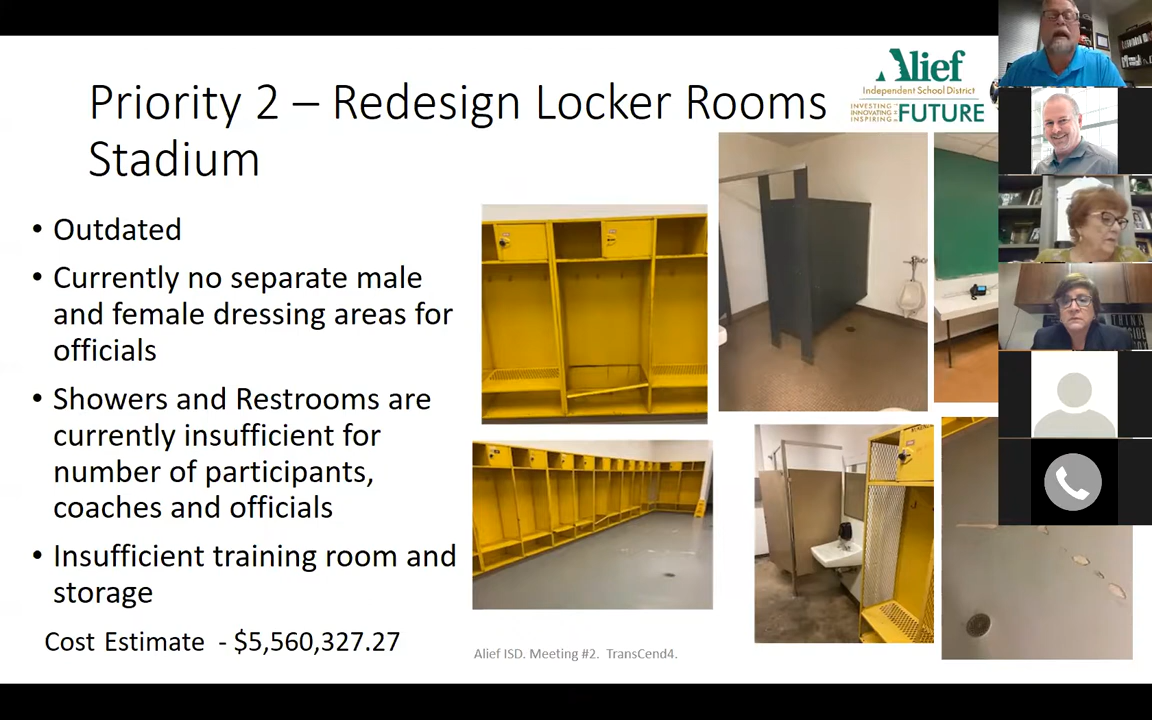 Priority 2 – Redesign Locker Rooms
Stadium
Alief
Independent School District
INVESTING
INNOVATING
INSPIRING
FUTURE
• Outdated
• Currently no separate male
and female dressing areas for
officials
• Showers and Restrooms are
currently insufficient for
number of participants,
coaches and officials
• Insufficient training room and
storage
Cost Estimate - $5,560,327.27
Alief ISD. Meeting #2. TransCend4.